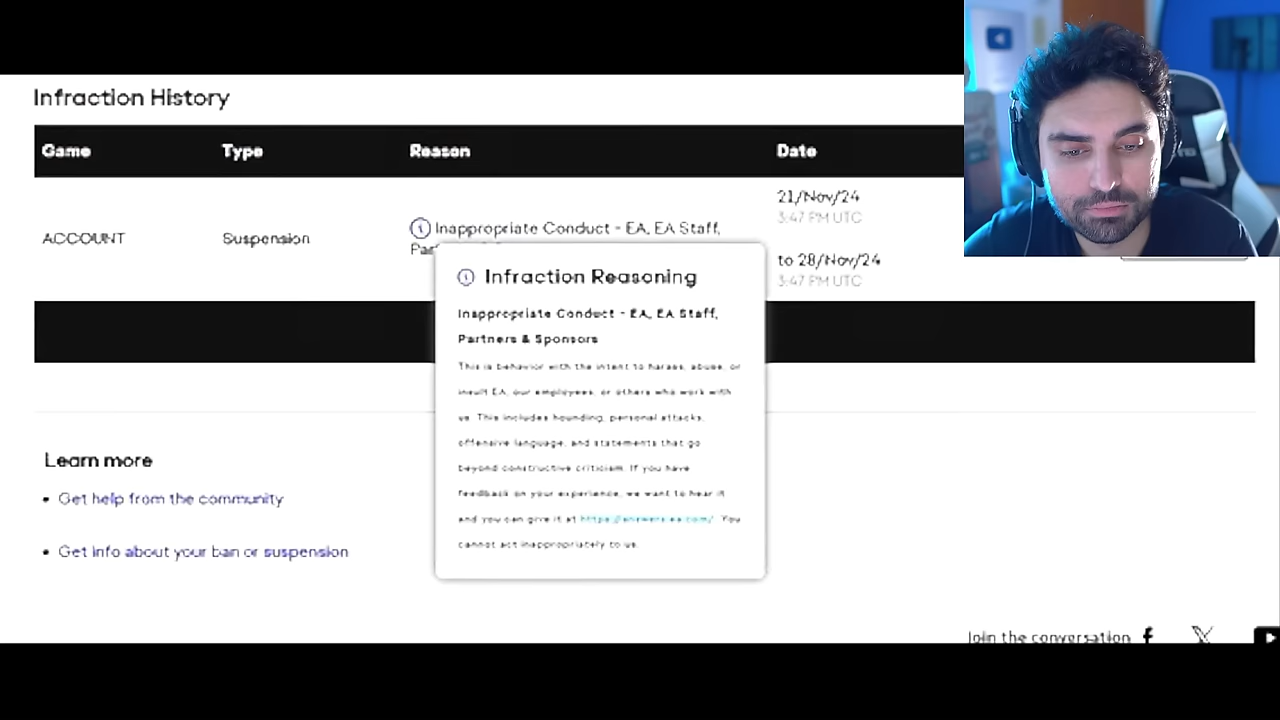 Infraction History
Game Type Reason Date
21/Nov/24
3:47 PM UTC
ACCOUNT Suspension Inappropriate Conduct - EA, EA Staff,
to 28/Nov/24
3:47 PM UTC
Infraction Reasoning
Inappropriate Conduct - EA, EA Staff,
Partners & Sponsors
This is behavior with the intent to harass, abuse, or
insult EA, our employees, or others who work with
us. This includes hounding, personal attacks,
offensive language, and statements that go
beyond constructive criticism. If you have
feedback on your experience, we want to hear it,
and you can give it at https://answers.ea.com/. You
cannot act inappropriately to us.
Learn more
• Get help from the community
• Get info about your ban or suspension
Join the conversation